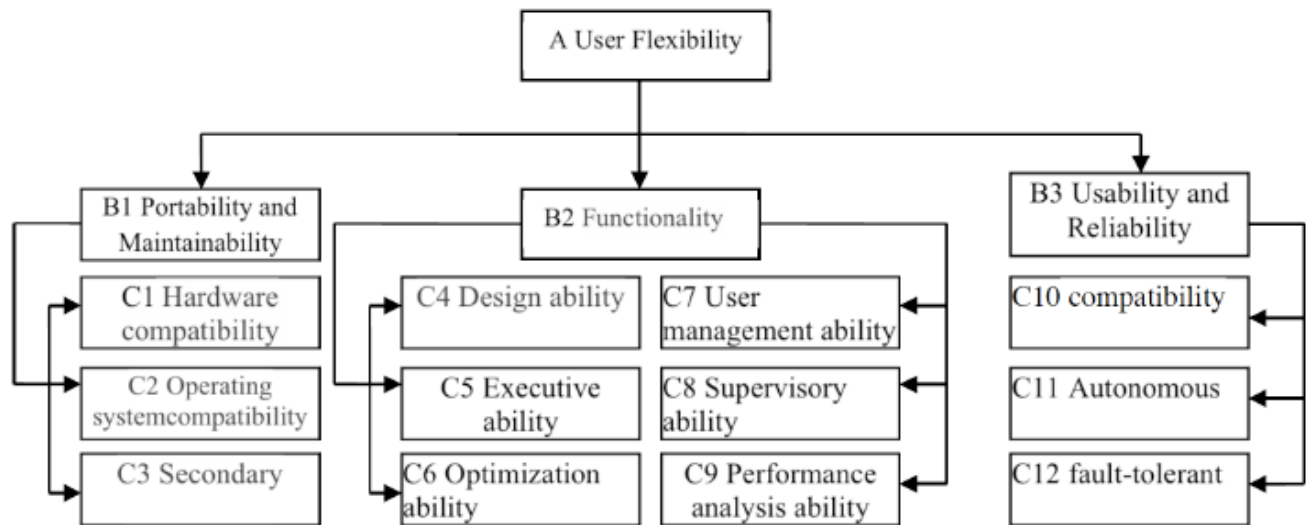 A User Flexibility
B1 Portability and
Maintainability
B2 Functionality
B3 Usability and
Reliability
C1 Hardware
compatibility
C4 Design ability
C7 User
management ability
C10 compatibility
C2 Operating
systemcompatibility
C5 Executive
ability
C8 Supervisory
ability
C11 Autonomous
C3 Secondary
C6 Optimization
ability
C9 Performance
analysis ability
C12 fault-tolerant